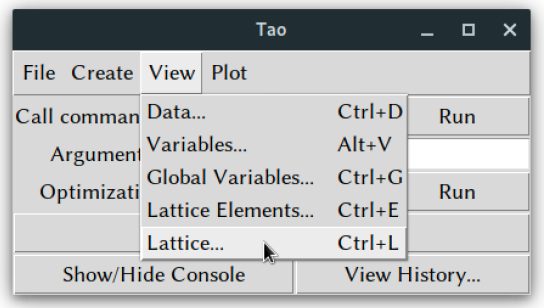 Tao
File Create View Plot
Call comman
Run
Data... Ctrl+D
Variables... Alt+V
Argument
Global Variables... Ctrl+G
Optimizati
Run
Lattice Elements... Ctrl+E
Lattice... Ctrl+L
Show/Hide Console View History...